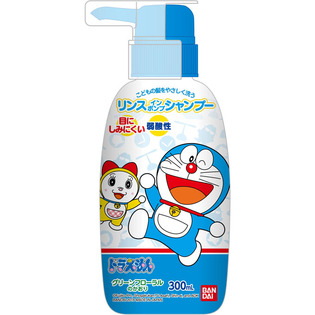 こどもの髪をやさしく洗う
リンスインポンプシャンプー
目に
しみにくい
弱酸性
ドラえもん
グリーンフローラル
のかおり
300mL
BAN
DAI